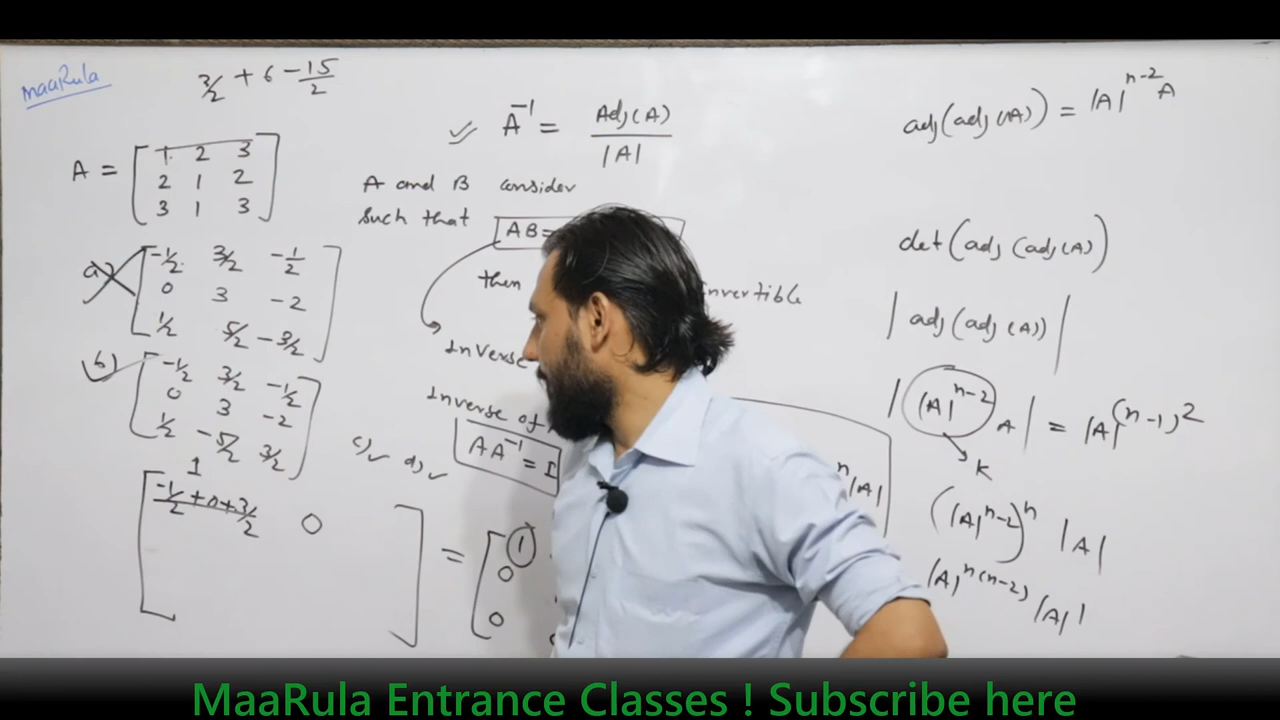 maaRula
3/2 + 6 - 15/2
A = [1 2 3
2 1 2
3 1 3]
a) [-1/2 3/2 -1/2
0 3 -2
1/2 5/2 -3/2]
b) [-1/2 3/2 -1/2
0 3 -2
1/2 -5/2 3/2]
c) ✓ d) ✓
1
[-1/2 + 0 + 3/2 0 ] = [1
0
0
✓ A⁻¹ = Adj(A) / |A|
A and B consider
such that AB=
then invertible
Inverse
Inverse of
AA⁻¹ = I
n |A|
adj(adj(A)) = |A|ⁿ⁻² A
det(adj(adj(A))
|adj(adj(A))|
||A|ⁿ⁻² A| = |A|⁽ⁿ⁻¹⁾²
K
(|A|ⁿ⁻²)ⁿ |A|
|A|ⁿ⁽ⁿ⁻²⁾ |A|
MaaRula Entrance Classes ! Subscribe here